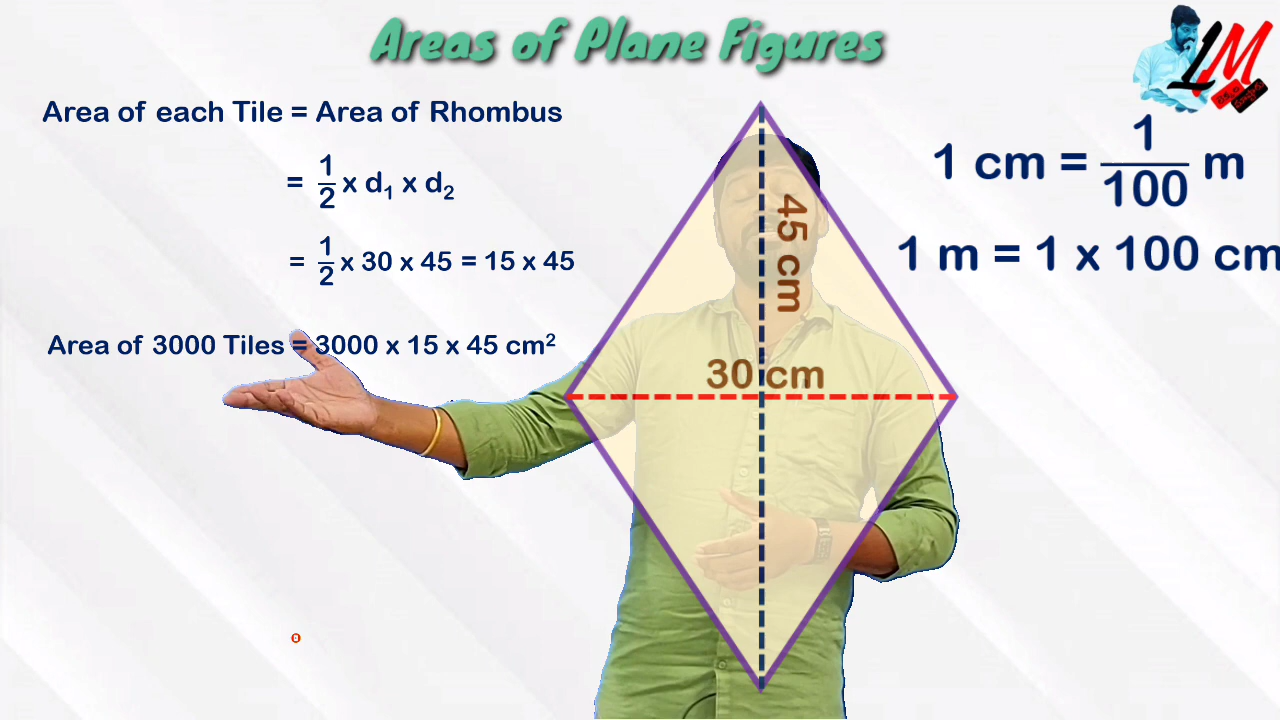 Areas of Plane Figures
LM
Area of each Tile = Area of Rhombus
= 1/2 x d₁ x d₂
= 1/2 x 30 x 45 = 15 x 45
Area of 3000 Tiles = 3000 x 15 x 45 cm²
45 cm
30 cm
1 cm = 1/100 m
1 m = 1 x 100 cm